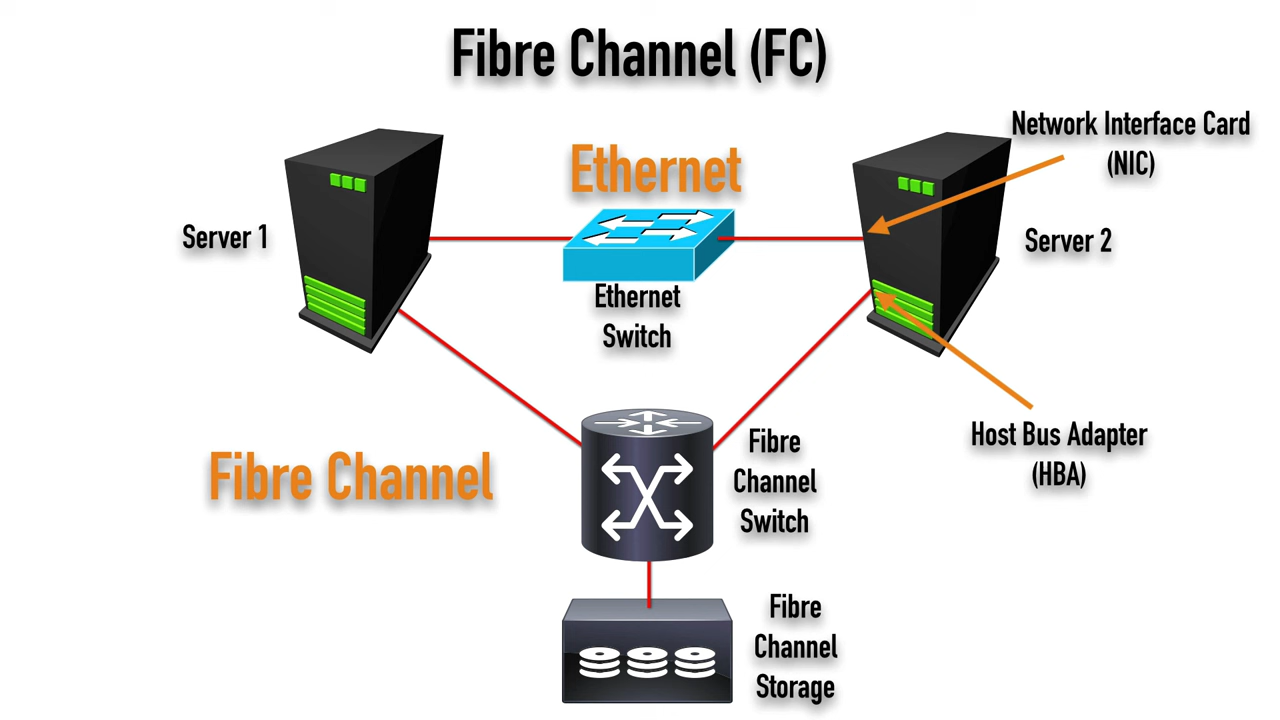 Fibre Channel (FC)
Network Interface Card
(NIC)
Ethernet
Server 1
Server 2
Ethernet
Switch
Host Bus Adapter
(HBA)
Fibre Channel
Fibre
Channel
Switch
Fibre
Channel
Storage